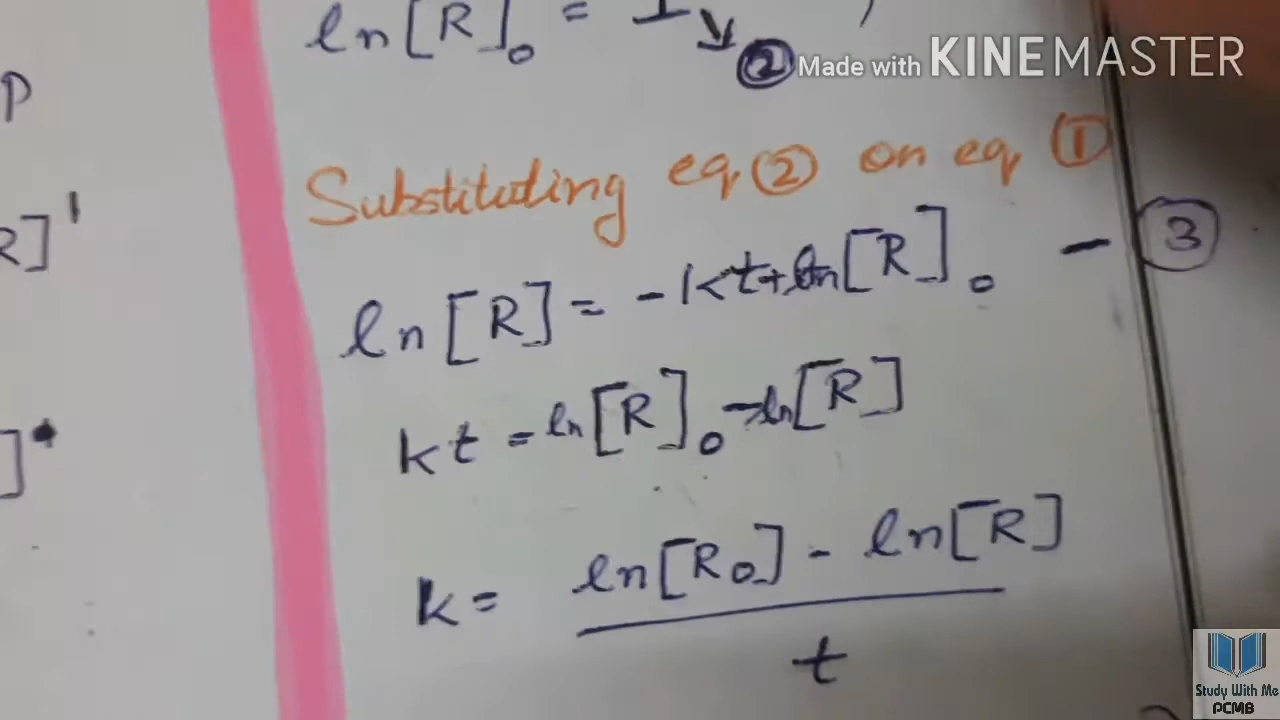 P
R]¹
]
ln[R]₀ = I
②
Made with KINEMASTER
Substituting eq ② on eq ①
ln[R] = -kt+ln[R]₀ — ③
kt = ln[R]₀ - ln[R]
k = ln[R₀] - ln[R]
t
Study With Me
PCMB